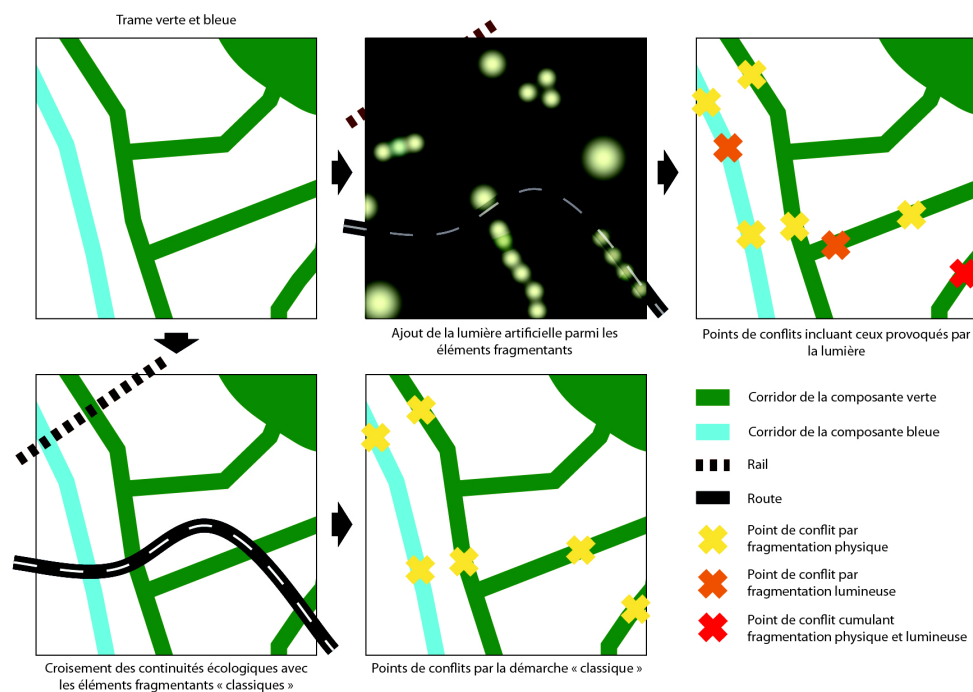 Trame verte et bleue
Ajout de la lumière artificielle parmi les
éléments fragmentants
Points de conflits incluant ceux provoqués par
la lumière
Croisement des continuités écologiques avec
les éléments fragmentants « classiques »
Points de conflits par la démarche « classique »
Corridor de la composante verte
Corridor de la composante bleue
Rail
Route
Point de conflit par
fragmentation physique
Point de conflit par
fragmentation lumineuse
Point de conflit cumulant
fragmentation physique et lumineuse